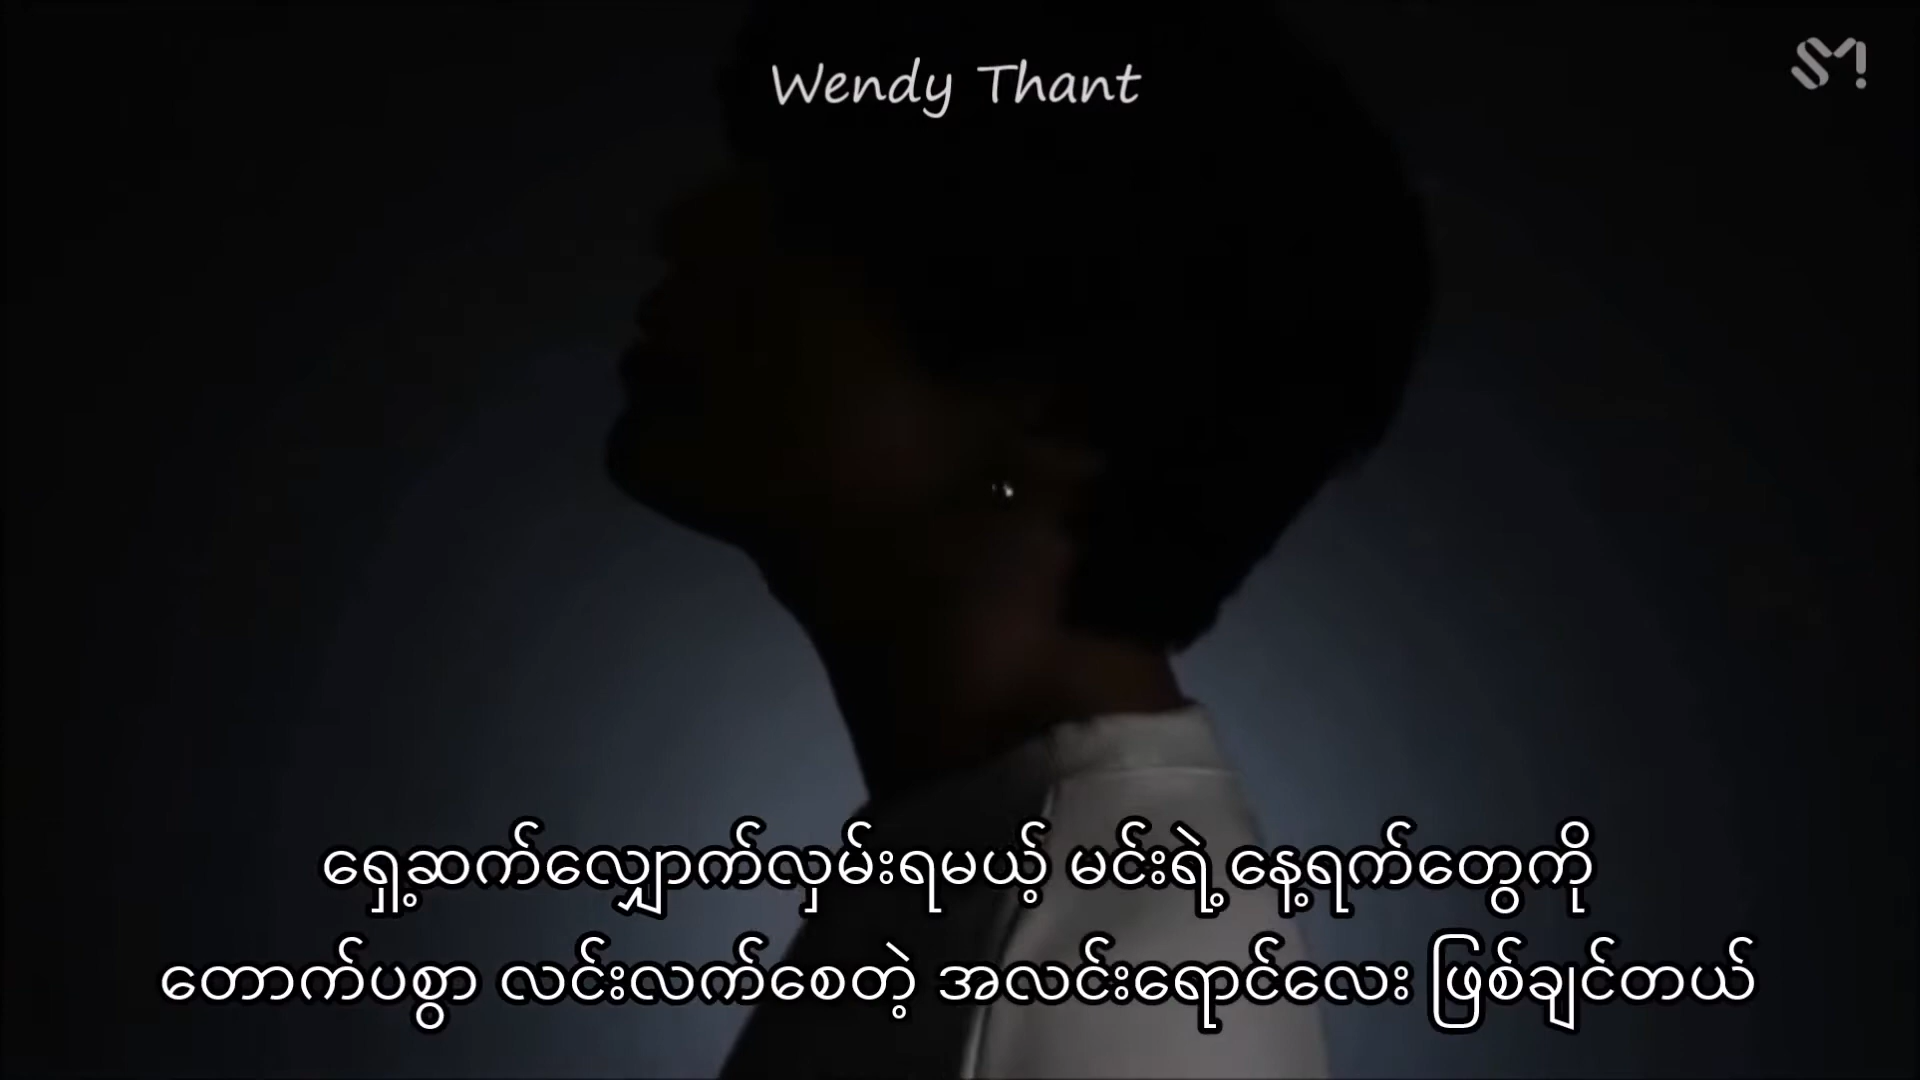 Wendy Thant
SM!
ရှေ့ဆက်လျှောက်လှမ်းရမယ့် မင်းရဲ့နေ့ရက်တွေကို
တောက်ပစွာ လင်းလက်စေတဲ့ အလင်းရောင်လေး ဖြစ်ချင်တယ်